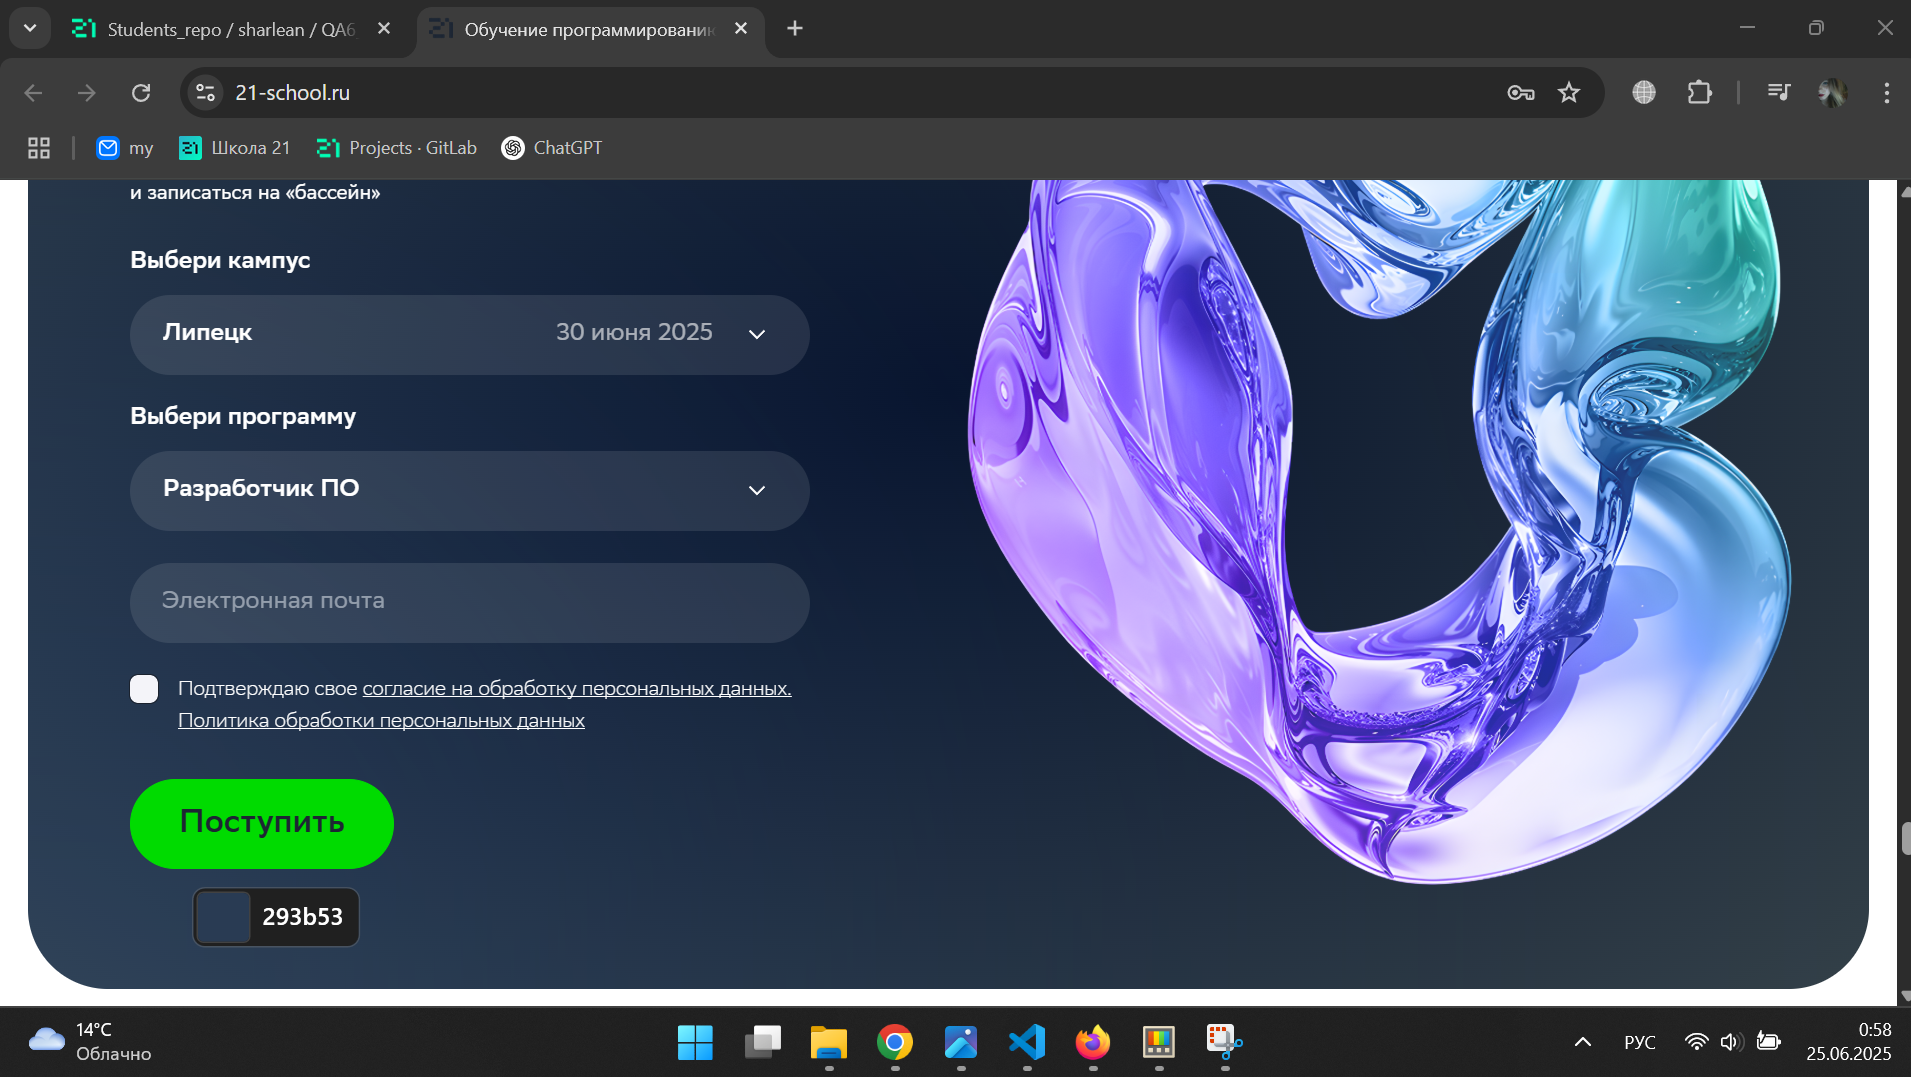 Students_repo / sharlean / QA6
Обучение программировани
21-school.ru
my
Школа 21
Projects · GitLab
ChatGPT
и записаться на «бассейн»
Выбери кампус
Липецк 30 июня 2025
Выбери программу
Разработчик ПО
Электронная почта
Подтверждаю свое согласие на обработку персональных данных.
Политика обработки персональных данных
Поступить
293b53
14°C
Облачно
РУС
0:58
25.06.2025